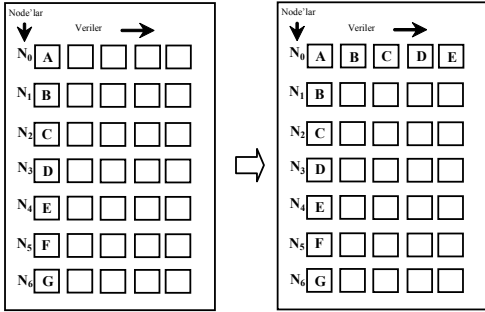 Node'lar
Veriler
N0 A
N1 B
N2 C
N3 D
N4 E
N5 F
N6 G
Node'lar
Veriler
N0 A B C D E
N1 B
N2 C
N3 D
N4 E
N5 F
N6 G